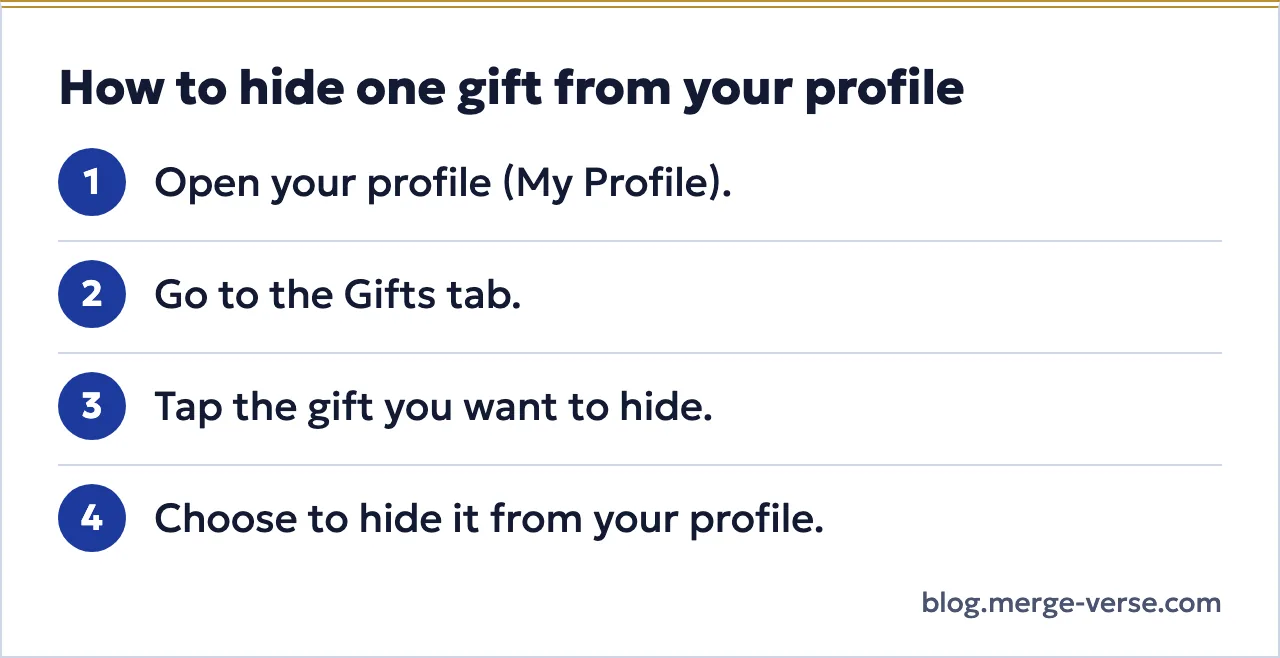 How to hide one gift from your profile
1 Open your profile (My Profile).
2 Go to the Gifts tab.
3 Tap the gift you want to hide.
4 Choose to hide it from your profile.
blog.merge-verse.com